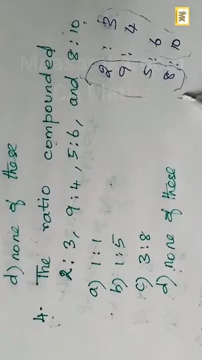 d) none of these
4. The ratio compounded
2:3, 9:4, 5:6, and 8:10
a) 1:1
b) 1:5
c) 3:8
d) none of these
2 : 3
9 : 4
5 : 6
8 : 10